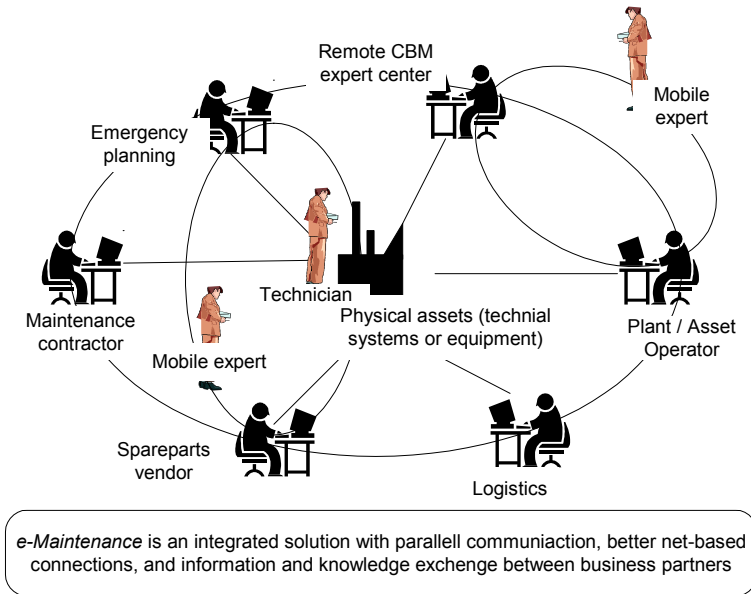 Remote CBM
expert center
Mobile
expert
Emergency
planning
Technician
Maintenance
contractor
Physical assets (technial
systems or equipment)
Plant / Asset
Operator
Mobile expert
Spareparts
vendor
Logistics
e-Maintenance is an integrated solution with parallell communiaction, better net-based
connections, and information and knowledge exchenge between business partners